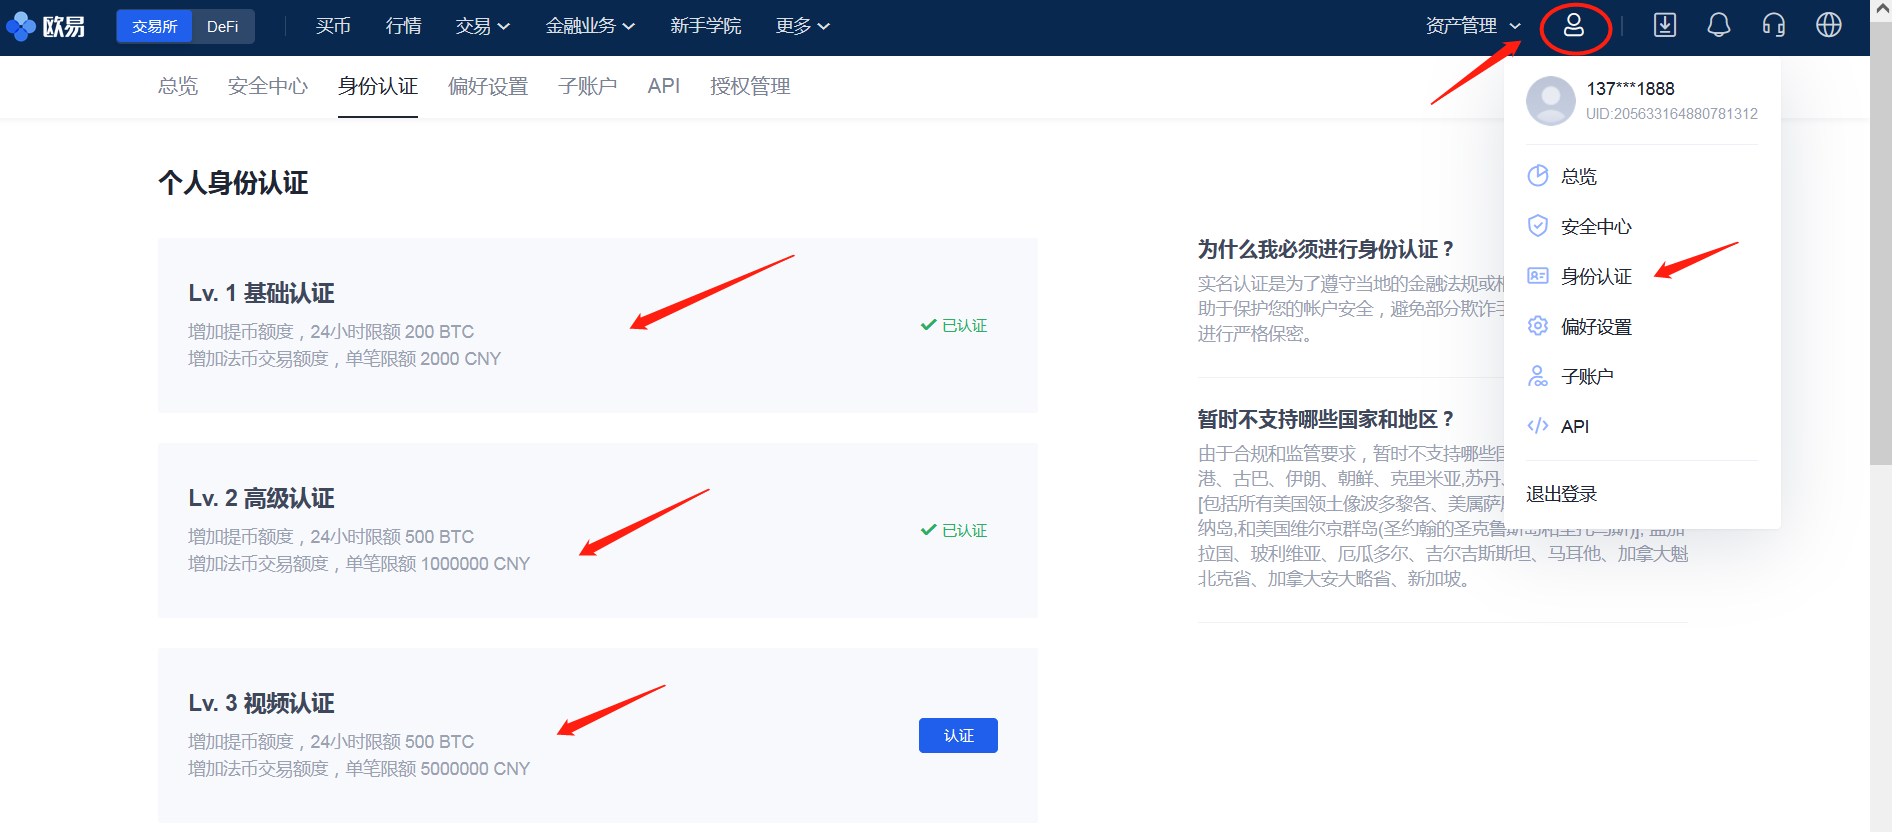 欧易
交易所 DeFi 买币 行情 交易 金融业务 新手学院 更多 资产管理
总览 安全中心 身份认证 偏好设置 子账户 API 授权管理
137***1888
UID:205633164880781312
总览
安全中心
身份认证
偏好设置
子账户
API
退出登录
个人身份认证
Lv. 1 基础认证
增加提币额度，24小时限额 200 BTC
增加法币交易额度，单笔限额 2000 CNY
已认证
Lv. 2 高级认证
增加提币额度，24小时限额 500 BTC
增加法币交易额度，单笔限额 1000000 CNY
已认证
Lv. 3 视频认证
增加提币额度，24小时限额 500 BTC
增加法币交易额度，单笔限额 5000000 CNY
认证
为什么我必须进行身份认证？
实名认证是为了遵守当地的金融法规或
助于保护您的帐户安全，避免部分欺诈
进行严格保密。
暂时不支持哪些国家和地区？
由于合规和监管要求，暂时不支持哪些
港、古巴、伊朗、朝鲜、克里米亚,苏丹、
[包括所有美国领土像波多黎各、美属萨
纳岛,和美国维尔京群岛(圣约翰的圣克鲁
拉国、玻利维亚、厄瓜多尔、吉尔吉斯斯坦、马耳他、加拿大魁
北克省、加拿大安大略省、新加坡。